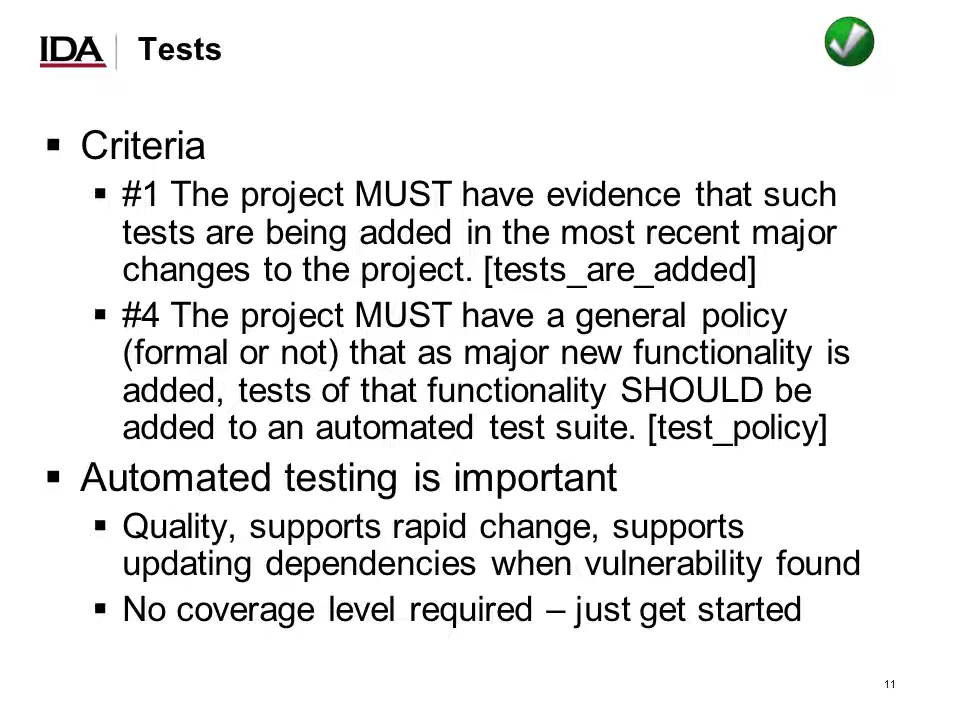 IDA Tests
▪ Criteria
▪ #1 The project MUST have evidence that such
tests are being added in the most recent major
changes to the project. [tests_are_added]
▪ #4 The project MUST have a general policy
(formal or not) that as major new functionality is
added, tests of that functionality SHOULD be
added to an automated test suite. [test_policy]
▪ Automated testing is important
▪ Quality, supports rapid change, supports
updating dependencies when vulnerability found
▪ No coverage level required – just get started
11